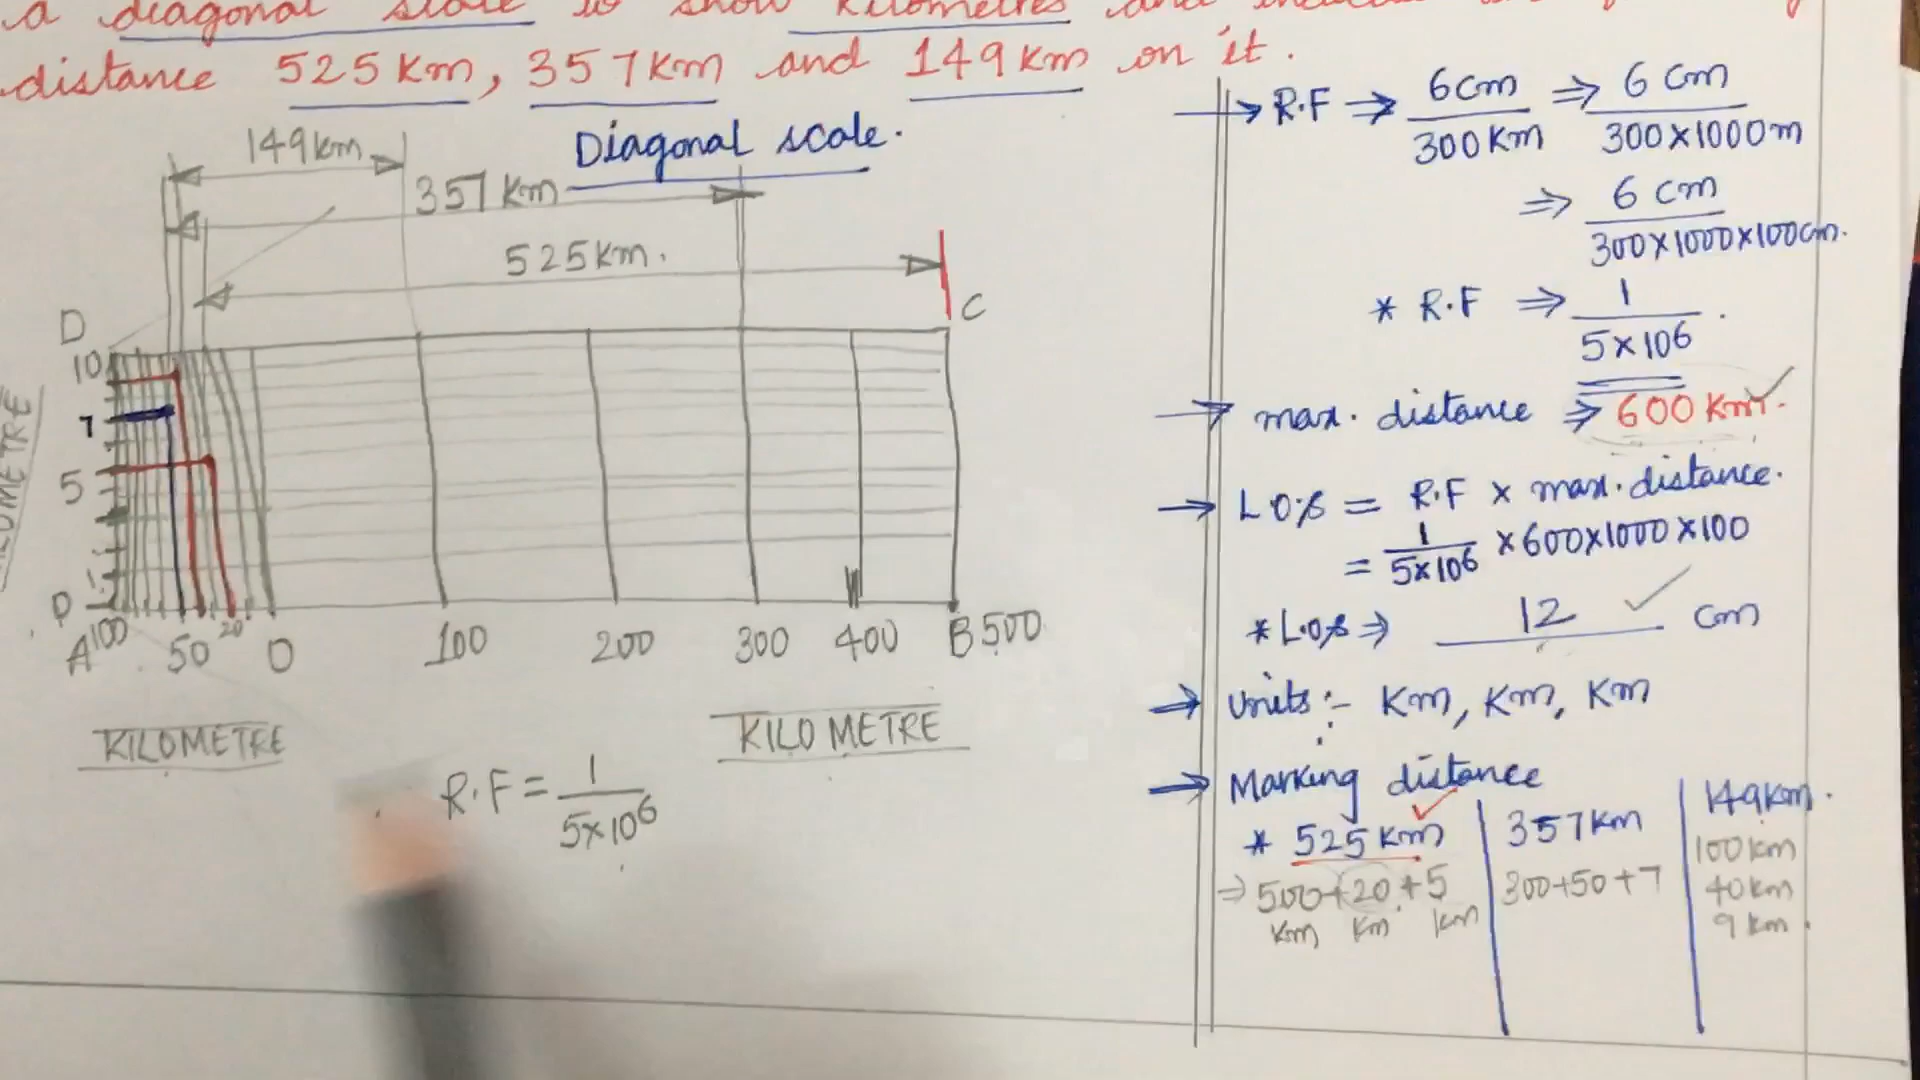 a diagonal scale to show kilometres and
distance 525 Km, 357 Km and 149 Km on it.
Diagonal scale.
149 km
357 Km
525 Km.
D
C
10
7
5
A 100 50 20 0 100 200 300 400 B 500
KILOMETRE
KILOMETRE
R.F = 1
5×10⁶
→ R.F ⇒ 6 cm ⇒ 6 cm
300 Km 300×1000 m
⇒ 6 cm
300×1000×100 cm.
* R.F ⇒ 1
5×10⁶
→ max. distance ⇒ 600 Km.
→ L O S = R.F × max. distance.
= 1 × 600×1000×100
5×10⁶
* L.O.S ⇒ 12 cm
→ Units :- Km, Km, Km
→ Marking distance
* 525 Km
⇒ 500+20+5
Km Km Km
357 Km
300+50+7
149 Km.
100 Km
40 Km
9 Km